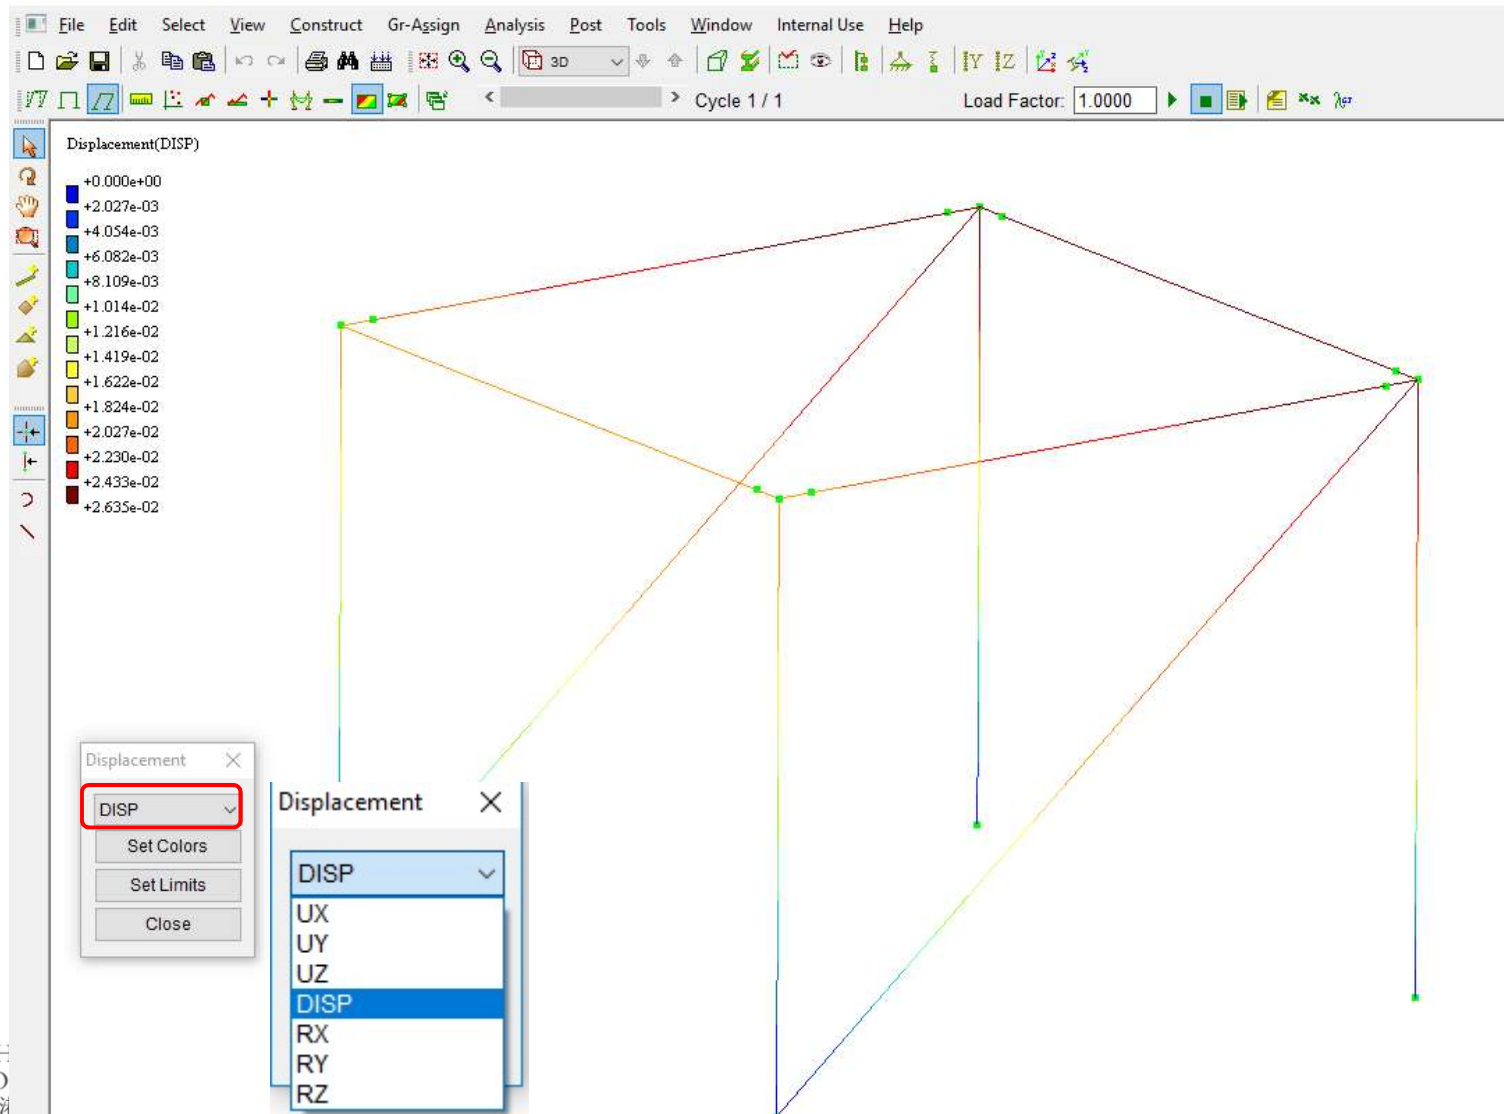 File Edit Select View Construct Gr-Assign Analysis Post Tools Window Internal Use Help
3D
Cycle 1 / 1 Load Factor: 1.0000
Displacement(DISP)
+0.000e+00
+2.027e-03
+4.054e-03
+6.082e-03
+8.109e-03
+1.014e-02
+1.216e-02
+1.419e-02
+1.622e-02
+1.824e-02
+2.027e-02
+2.230e-02
+2.433e-02
+2.635e-02
Displacement
DISP
Set Colors
Set Limits
Close
Displacement
DISP
UX
UY
UZ
DISP
RX
RY
RZ